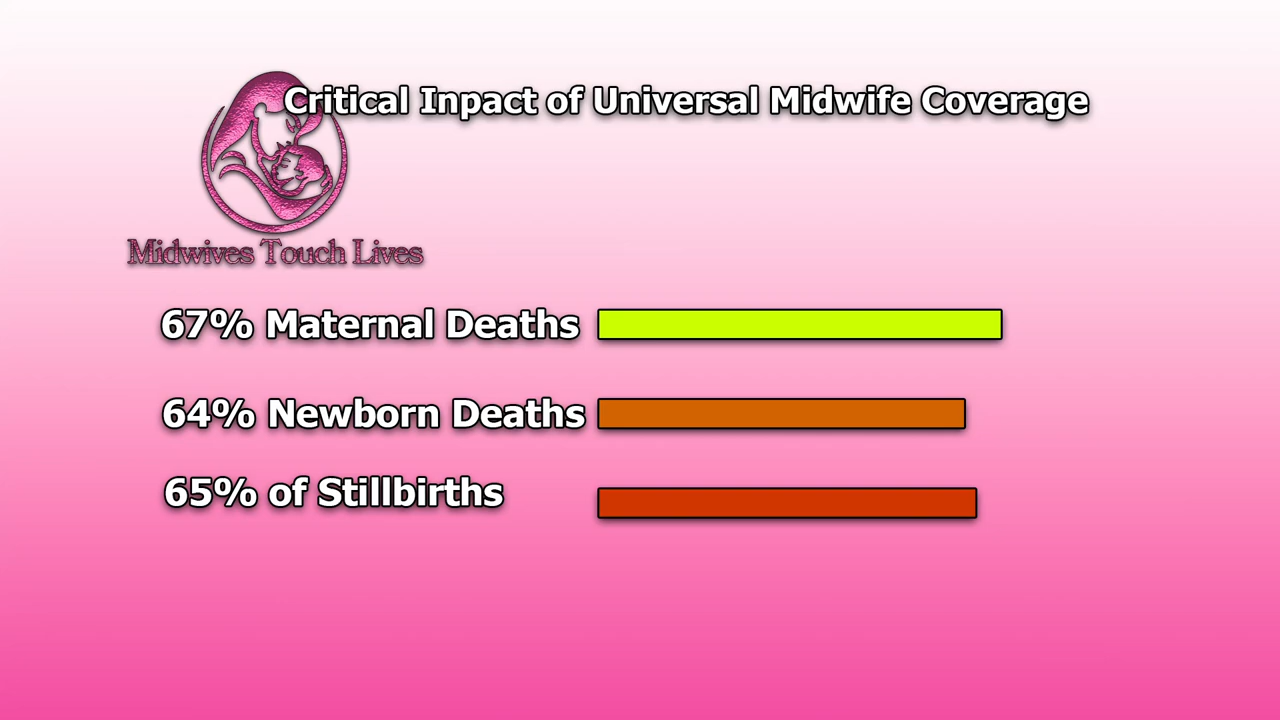 Critical Inpact of Universal Midwife Coverage
Midwives Touch Lives
67% Maternal Deaths
64% Newborn Deaths
65% of Stillbirths